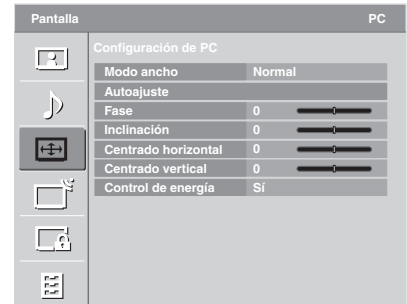 Pantalla PC
Configuración de PC
Modo ancho Normal
Autoajuste
Fase 0
Inclinación 0
Centrado horizontal 0
Centrado vertical 0
Control de energía Sí